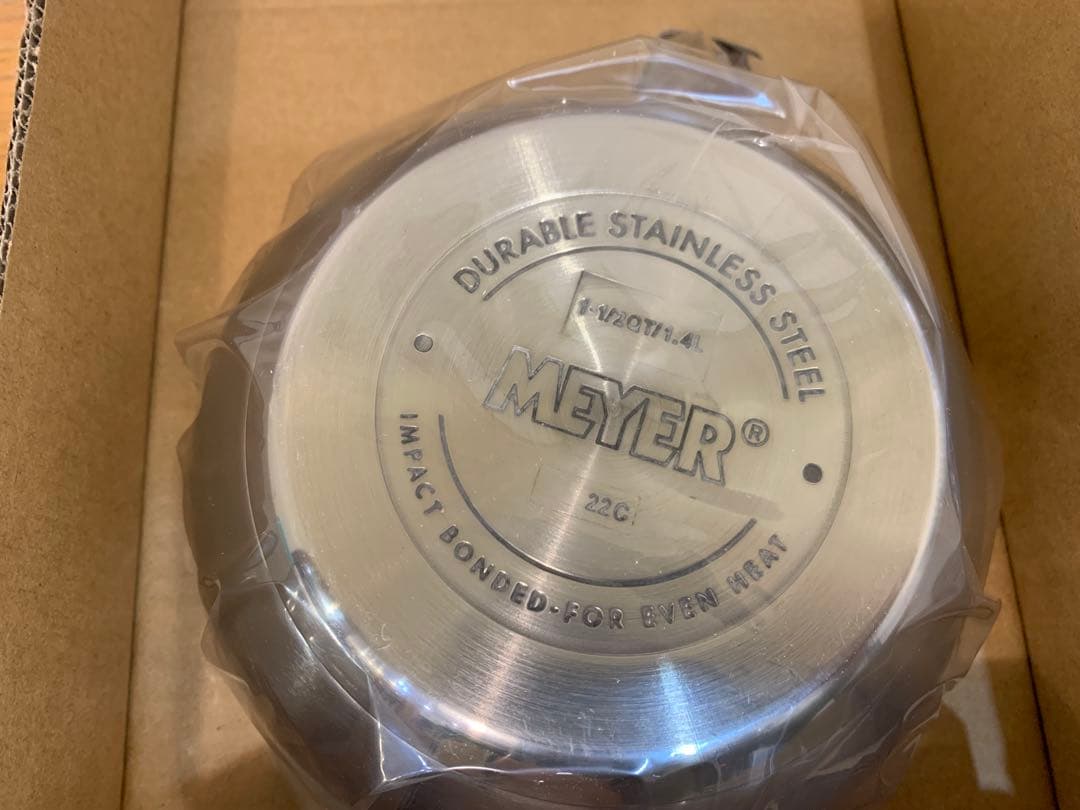 DURABLE STAINLESS STEEL
1-1/2QT/1.4L
MEYER®
22C
IMPACT BONDED·FOR EVEN HEAT